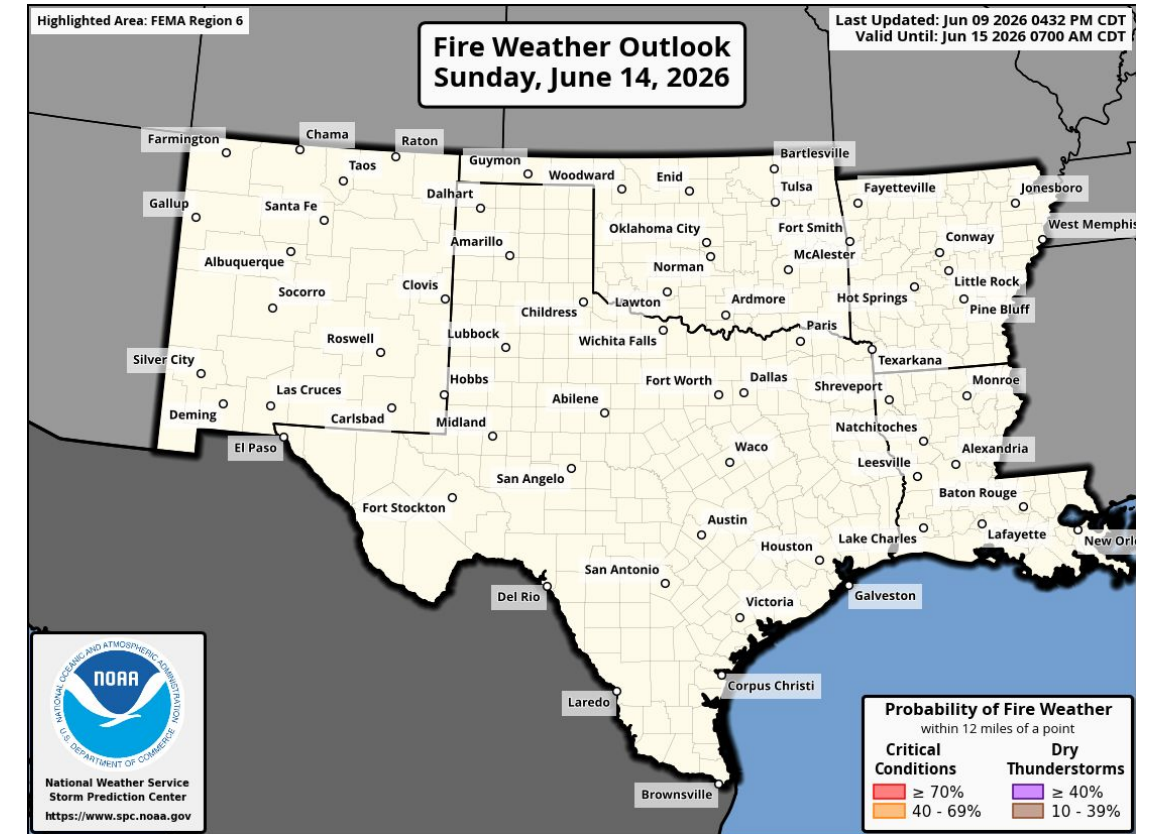 Highlighted Area: FEMA Region 6
Fire Weather Outlook
Sunday, June 14, 2026
Last Updated: Jun 09 2026 0432 PM CDT
Valid Until: Jun 15 2026 0700 AM CDT
Farmington
Chama
Raton
Taos
Guymon
Woodward
Enid
Bartlesville
Tulsa
Fayetteville
Jonesboro
Gallup
Santa Fe
Dalhart
Oklahoma City
Fort Smith
West Memphis
Albuquerque
Amarillo
Norman
McAlester
Conway
Socorro
Clovis
Childress
Lawton
Ardmore
Hot Springs
Little Rock
Pine Bluff
Roswell
Lubbock
Wichita Falls
Paris
Texarkana
Silver City
Las Cruces
Hobbs
Fort Worth
Dallas
Shreveport
Monroe
Deming
Carlsbad
Midland
Abilene
Natchitoches
El Paso
San Angelo
Waco
Leesville
Alexandria
Fort Stockton
Austin
Baton Rouge
Houston
Lake Charles
Lafayette
New Orl
San Antonio
Del Rio
Victoria
Galveston
Laredo
Corpus Christi
Brownsville
NATIONAL OCEANIC AND ATMOSPHERIC ADMINISTRATION
NOAA
U.S. DEPARTMENT OF COMMERCE
National Weather Service
Storm Prediction Center
https://www.spc.noaa.gov
Probability of Fire Weather
within 12 miles of a point
Critical Conditions
≥ 70%
40 - 69%
Dry Thunderstorms
≥ 40%
10 - 39%